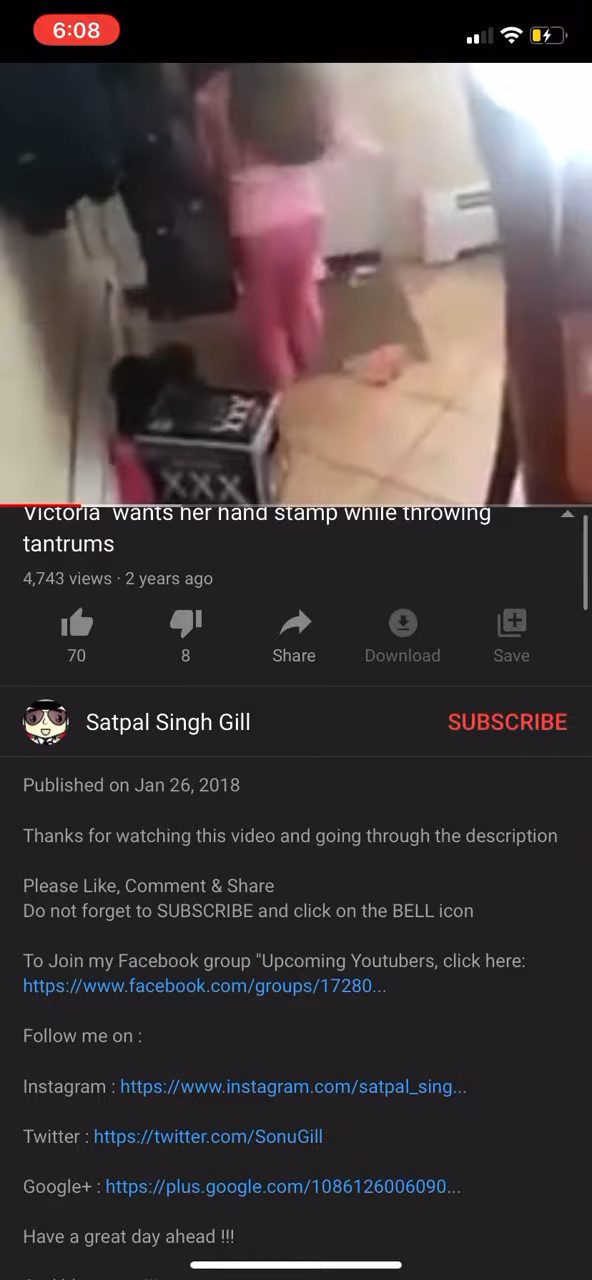 6:08
XXX
XXX
Victoria wants her hand stamp while throwing
tantrums
4,743 views · 2 years ago
70
8
Share
Download
Save
Satpal Singh Gill
SUBSCRIBE
Published on Jan 26, 2018
Thanks for watching this video and going through the description
Please Like, Comment & Share
Do not forget to SUBSCRIBE and click on the BELL icon
To Join my Facebook group "Upcoming Youtubers, click here:
https://www.facebook.com/groups/17280...
Follow me on :
Instagram : https://www.instagram.com/satpal_sing...
Twitter : https://twitter.com/SonuGill
Google+ : https://plus.google.com/1086126006090...
Have a great day ahead !!!